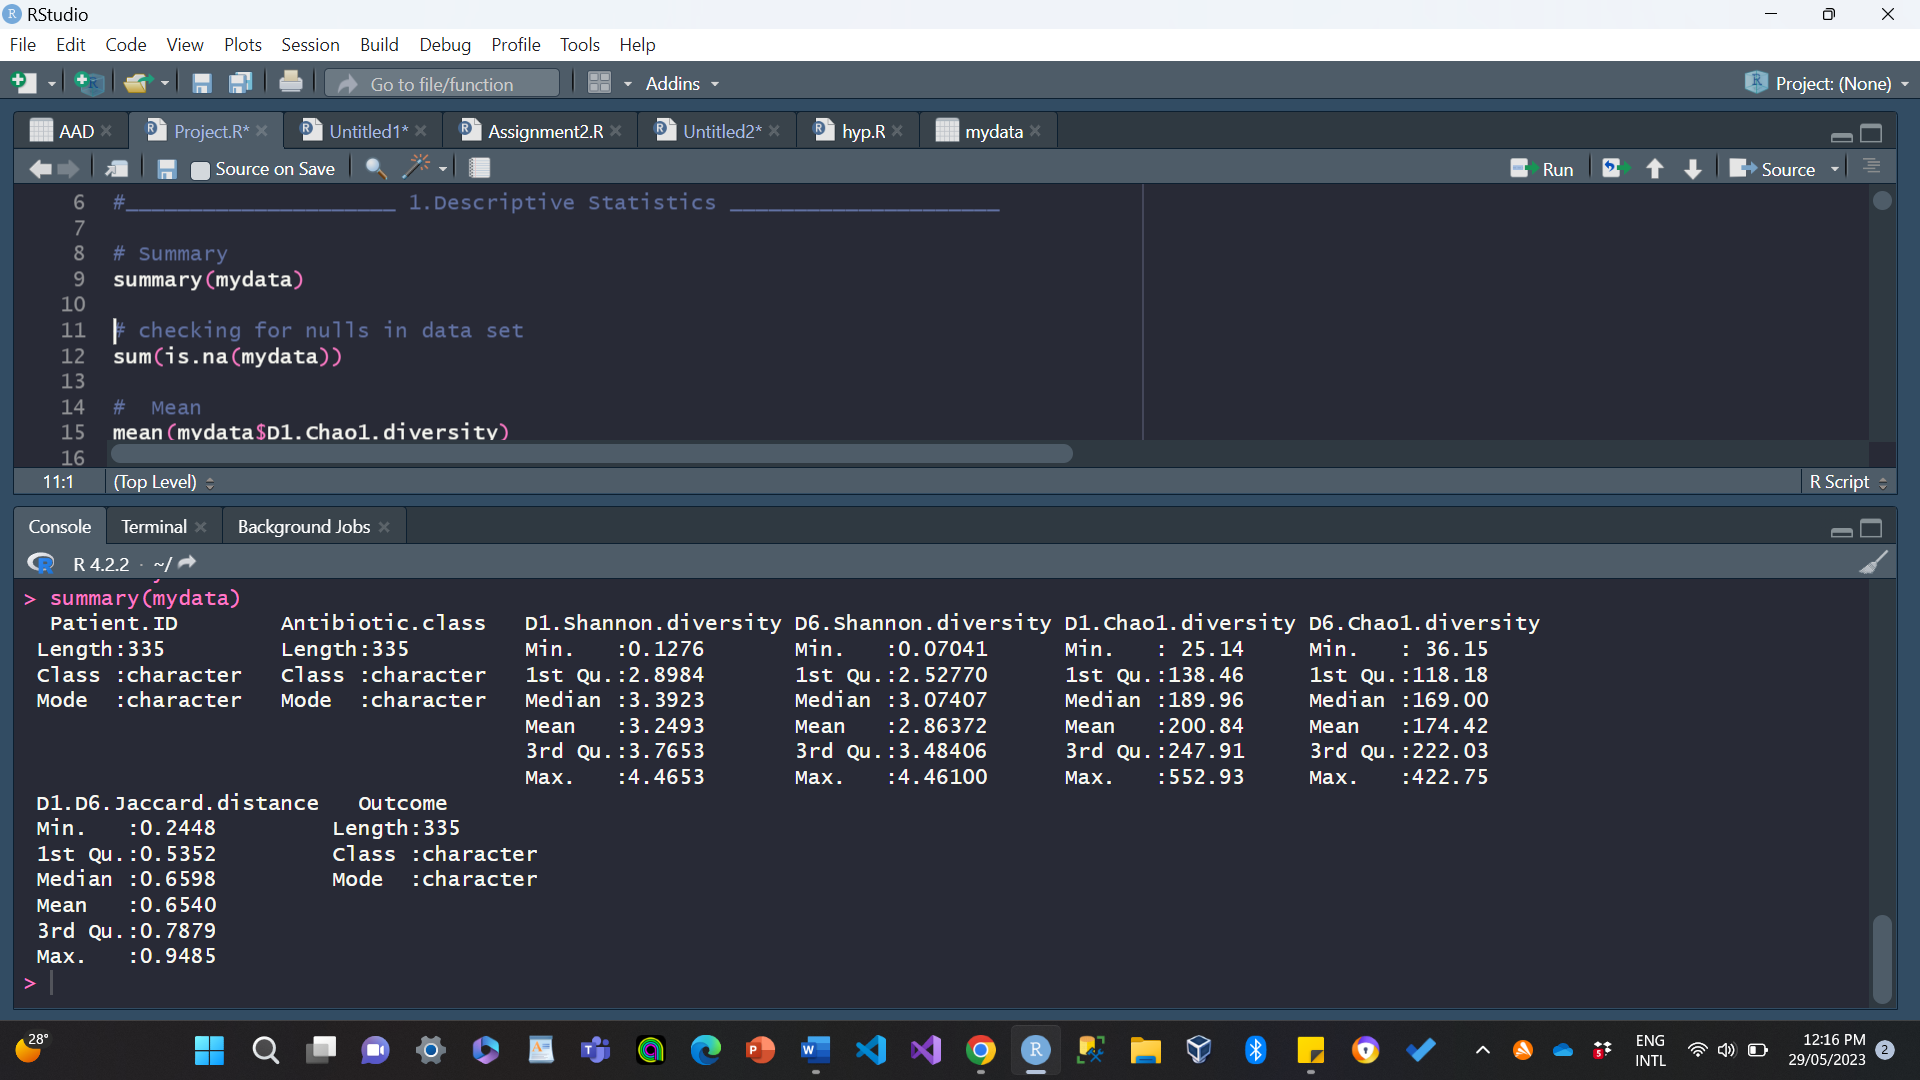 RStudio
File Edit Code View Plots Session Build Debug Profile Tools Help
Go to file/function Addins Project: (None)
AAD Project.R* Untitled1* Assignment2.R Untitled2* hyp.R mydata
Source on Save Run Source
6 #_____________________ 1.Descriptive Statistics _____________________
7
8 # Summary
9 summary(mydata)
10
11 # checking for nulls in data set
12 sum(is.na(mydata))
13
14 #  Mean
15 mean(mydata$D1.Chao1.diversity)
16
11:1 (Top Level) R Script
Console Terminal Background Jobs
R 4.2.2 · ~/
> summary(mydata)
Patient.ID Antibiotic.class D1.Shannon.diversity D6.Shannon.diversity D1.Chao1.diversity D6.Chao1.diversity
Length:335 Length:335 Min.   :0.1276 Min.   :0.07041 Min.   : 25.14 Min.   : 36.15
Class :character Class :character 1st Qu.:2.8984 1st Qu.:2.52770 1st Qu.:138.46 1st Qu.:118.18
Mode  :character Mode  :character Median :3.3923 Median :3.07407 Median :189.96 Median :169.00
Mean   :3.2493 Mean   :2.86372 Mean   :200.84 Mean   :174.42
3rd Qu.:3.7653 3rd Qu.:3.48406 3rd Qu.:247.91 3rd Qu.:222.03
Max.   :4.4653 Max.   :4.46100 Max.   :552.93 Max.   :422.75
D1.D6.Jaccard.distance Outcome
Min.   :0.2448 Length:335
1st Qu.:0.5352 Class :character
Median :0.6598 Mode  :character
Mean   :0.6540
3rd Qu.:0.7879
Max.   :0.9485
>
28°
ENG
INTL
12:16 PM
29/05/2023
2